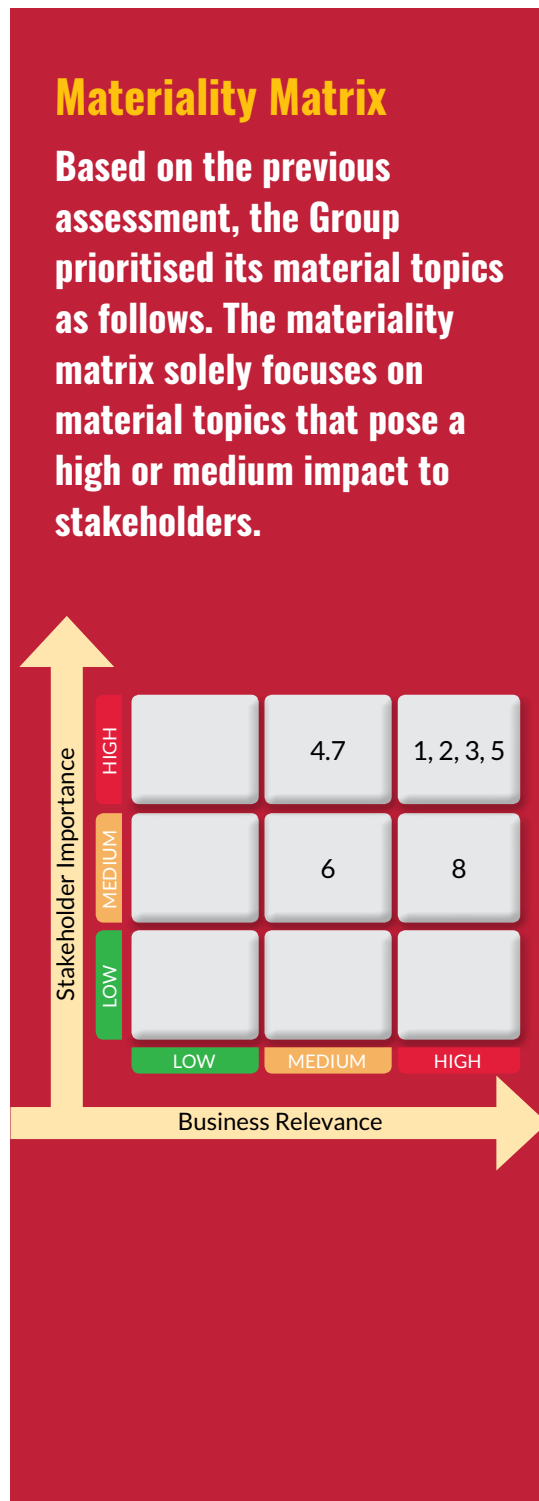 Materiality Matrix
Based on the previous
assessment, the Group
prioritised its material topics
as follows. The materiality
matrix solely focuses on
material topics that pose a
high or medium impact to
stakeholders.
Stakeholder Importance
HIGH
4.7
1, 2, 3, 5
MEDIUM
6
8
LOW
LOW
MEDIUM
HIGH
Business Relevance